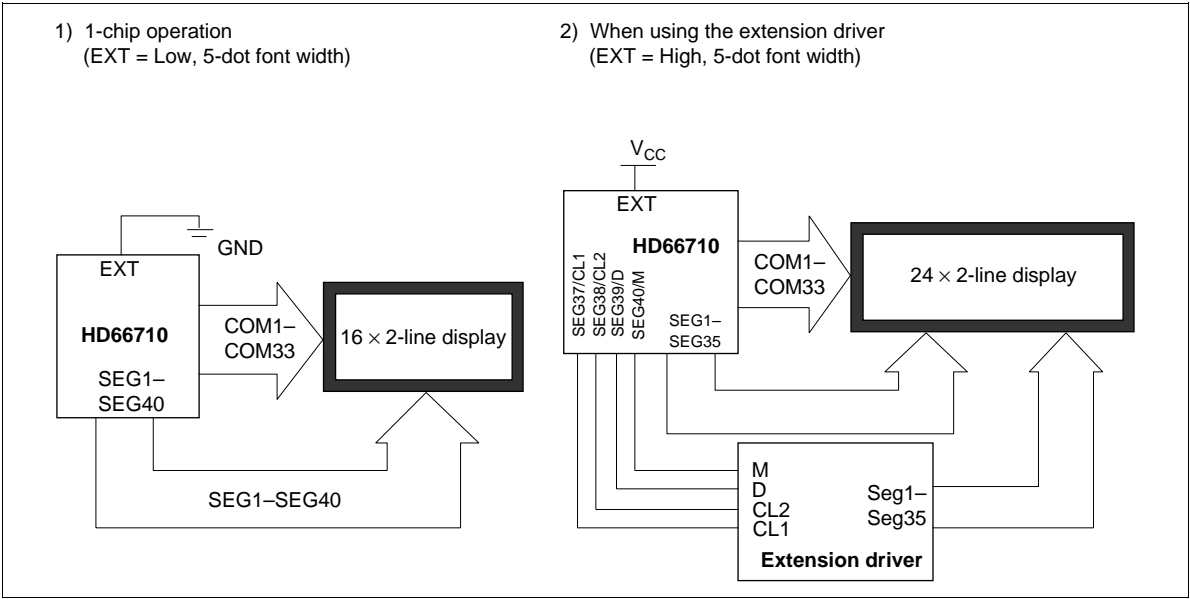 1) 1-chip operation
(EXT = Low, 5-dot font width)
GND
EXT
HD66710
SEG1–
SEG40
COM1–
COM33
16 × 2-line display
SEG1–SEG40
2) When using the extension driver
(EXT = High, 5-dot font width)
VCC
EXT
HD66710
SEG37/CL1
SEG38/CL2
SEG39/D
SEG40/M
SEG1–
SEG35
COM1–
COM33
24 × 2-line display
M
D
CL2
CL1
Seg1–
Seg35
Extension driver